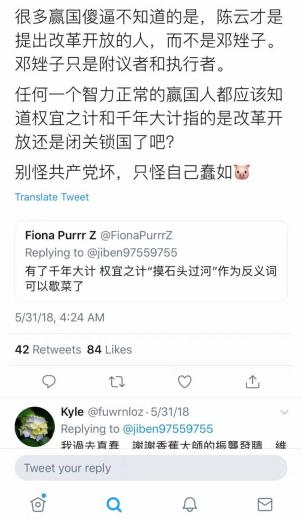 很多赢国傻逼不知道的是，陈云才是
提出改革开放的人，而不是邓矬子。
邓矬子只是附议者和执行者。
任何一个智力正常的赢国人都应该知
道权宜之计和千年大计指的是改革开
放还是闭关锁国了吧？
别怪共产党坏，只怪自己蠢如🐷
Translate Tweet
Fiona Purrr Z @FionaPurrrZ
Replying to @jiben97559755
有了千年大计 权宜之计“摸石头过河”作为反义词
可以歇菜了
5/31/18, 4:24 AM
42 Retweets 84 Likes
Kyle @fuwrnloz · 5/31/18
Replying to @jiben97559755
我過去真蠢，謝謝香蕉大師的振聾發聵，維
Tweet your reply